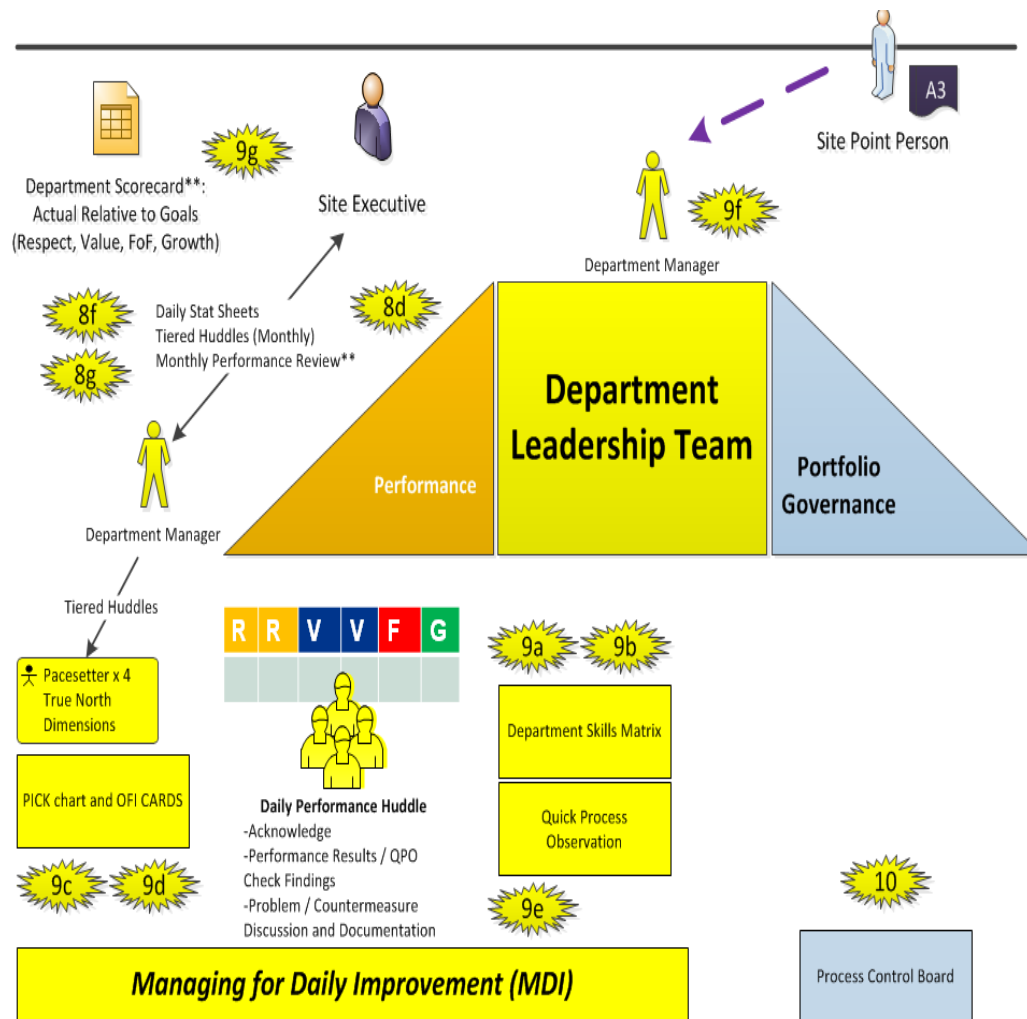 A3
Site Point Person
9g
Department Scorecard**:
Actual Relative to Goals
(Respect, Value, FoF, Growth)
Site Executive
9f
Department Manager
8f
8g
Daily Stat Sheets
Tiered Huddles (Monthly)
Monthly Performance Review**
8d
Department Manager
Performance
Department
Leadership Team
Portfolio
Governance
Tiered Huddles
Pacesetter x 4
True North
Dimensions
PICK chart and OFI CARDS
9c
9d
R R V V F G
Daily Performance Huddle
-Acknowledge
-Performance Results / QPO
Check Findings
-Problem / Countermeasure
Discussion and Documentation
9a
9b
Department Skills Matrix
Quick Process
Observation
9e
10
Process Control Board
Managing for Daily Improvement (MDI)